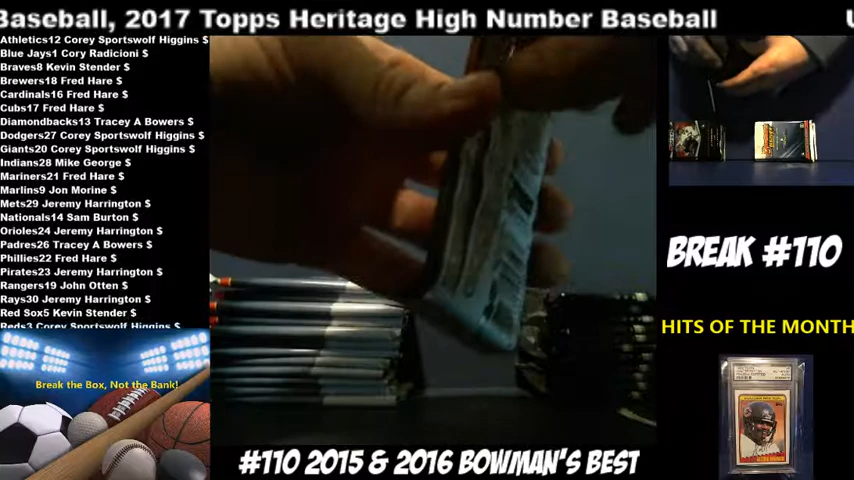 Baseball, 2017 Topps Heritage High Number Baseball
U
Athletics12 Corey Sportswolf Higgins $
Blue Jays1 Cory Radicioni $
Braves8 Kevin Stender $
Brewers18 Fred Hare $
Cardinals16 Fred Hare $
Cubs17 Fred Hare $
Diamondbacks13 Tracey A Bowers $
Dodgers27 Corey Sportswolf Higgins $
Giants20 Corey Sportswolf Higgins $
Indians28 Mike George $
Mariners21 Fred Hare $
Marlins9 Jon Morine $
Mets29 Jeremy Harrington $
Nationals14 Sam Burton $
Orioles24 Jeremy Harrington $
Padres26 Tracey A Bowers $
Phillies22 Fred Hare $
Pirates23 Jeremy Harrington $
Rangers19 John Otten $
Rays30 Jeremy Harrington $
Red Sox5 Kevin Stender $
Reds3 Corey Sportswolf Higgins $
Break the Box, Not the Bank!
BREAK #110
HITS OF THE MONTH
#110 2015 & 2016 BOWMAN'S BEST